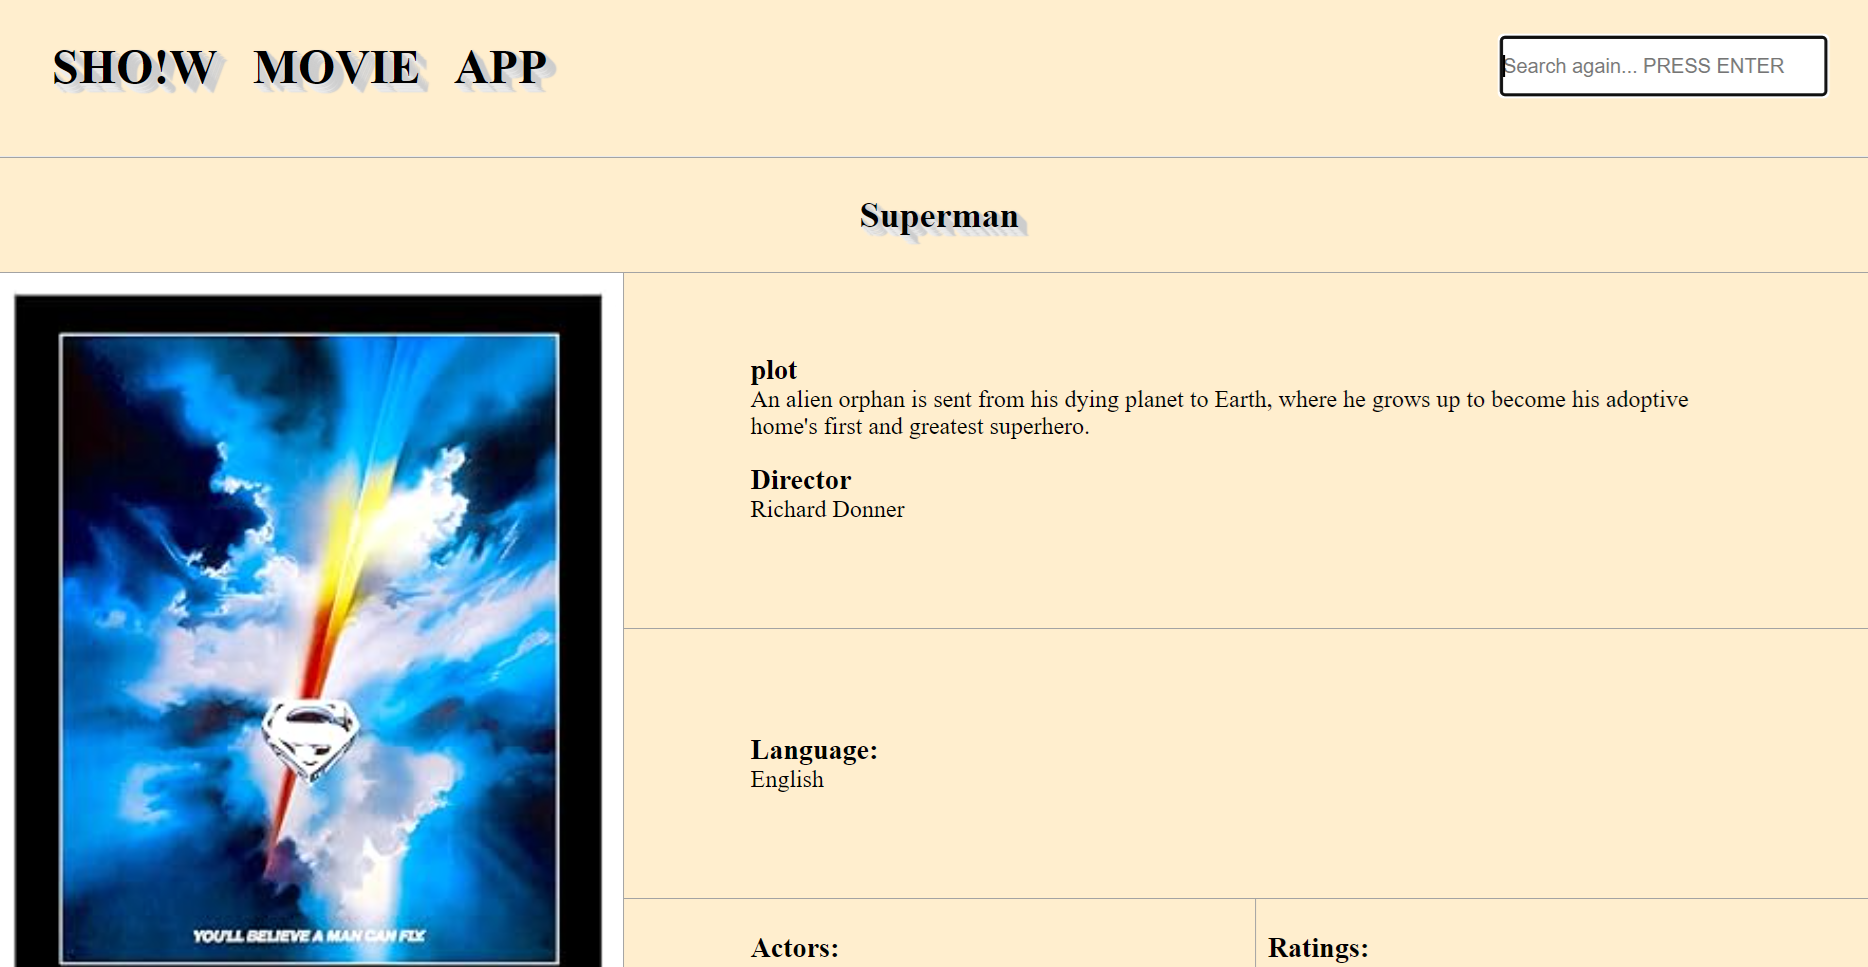 SHO!W MOVIE APP
Search again... PRESS ENTER
Superman
plot
An alien orphan is sent from his dying planet to Earth, where he grows up to become his adoptive
home's first and greatest superhero.
Director
Richard Donner
S
YOU'LL BELIEVE A MAN CAN FLY.
Language:
English
Actors:
Ratings: